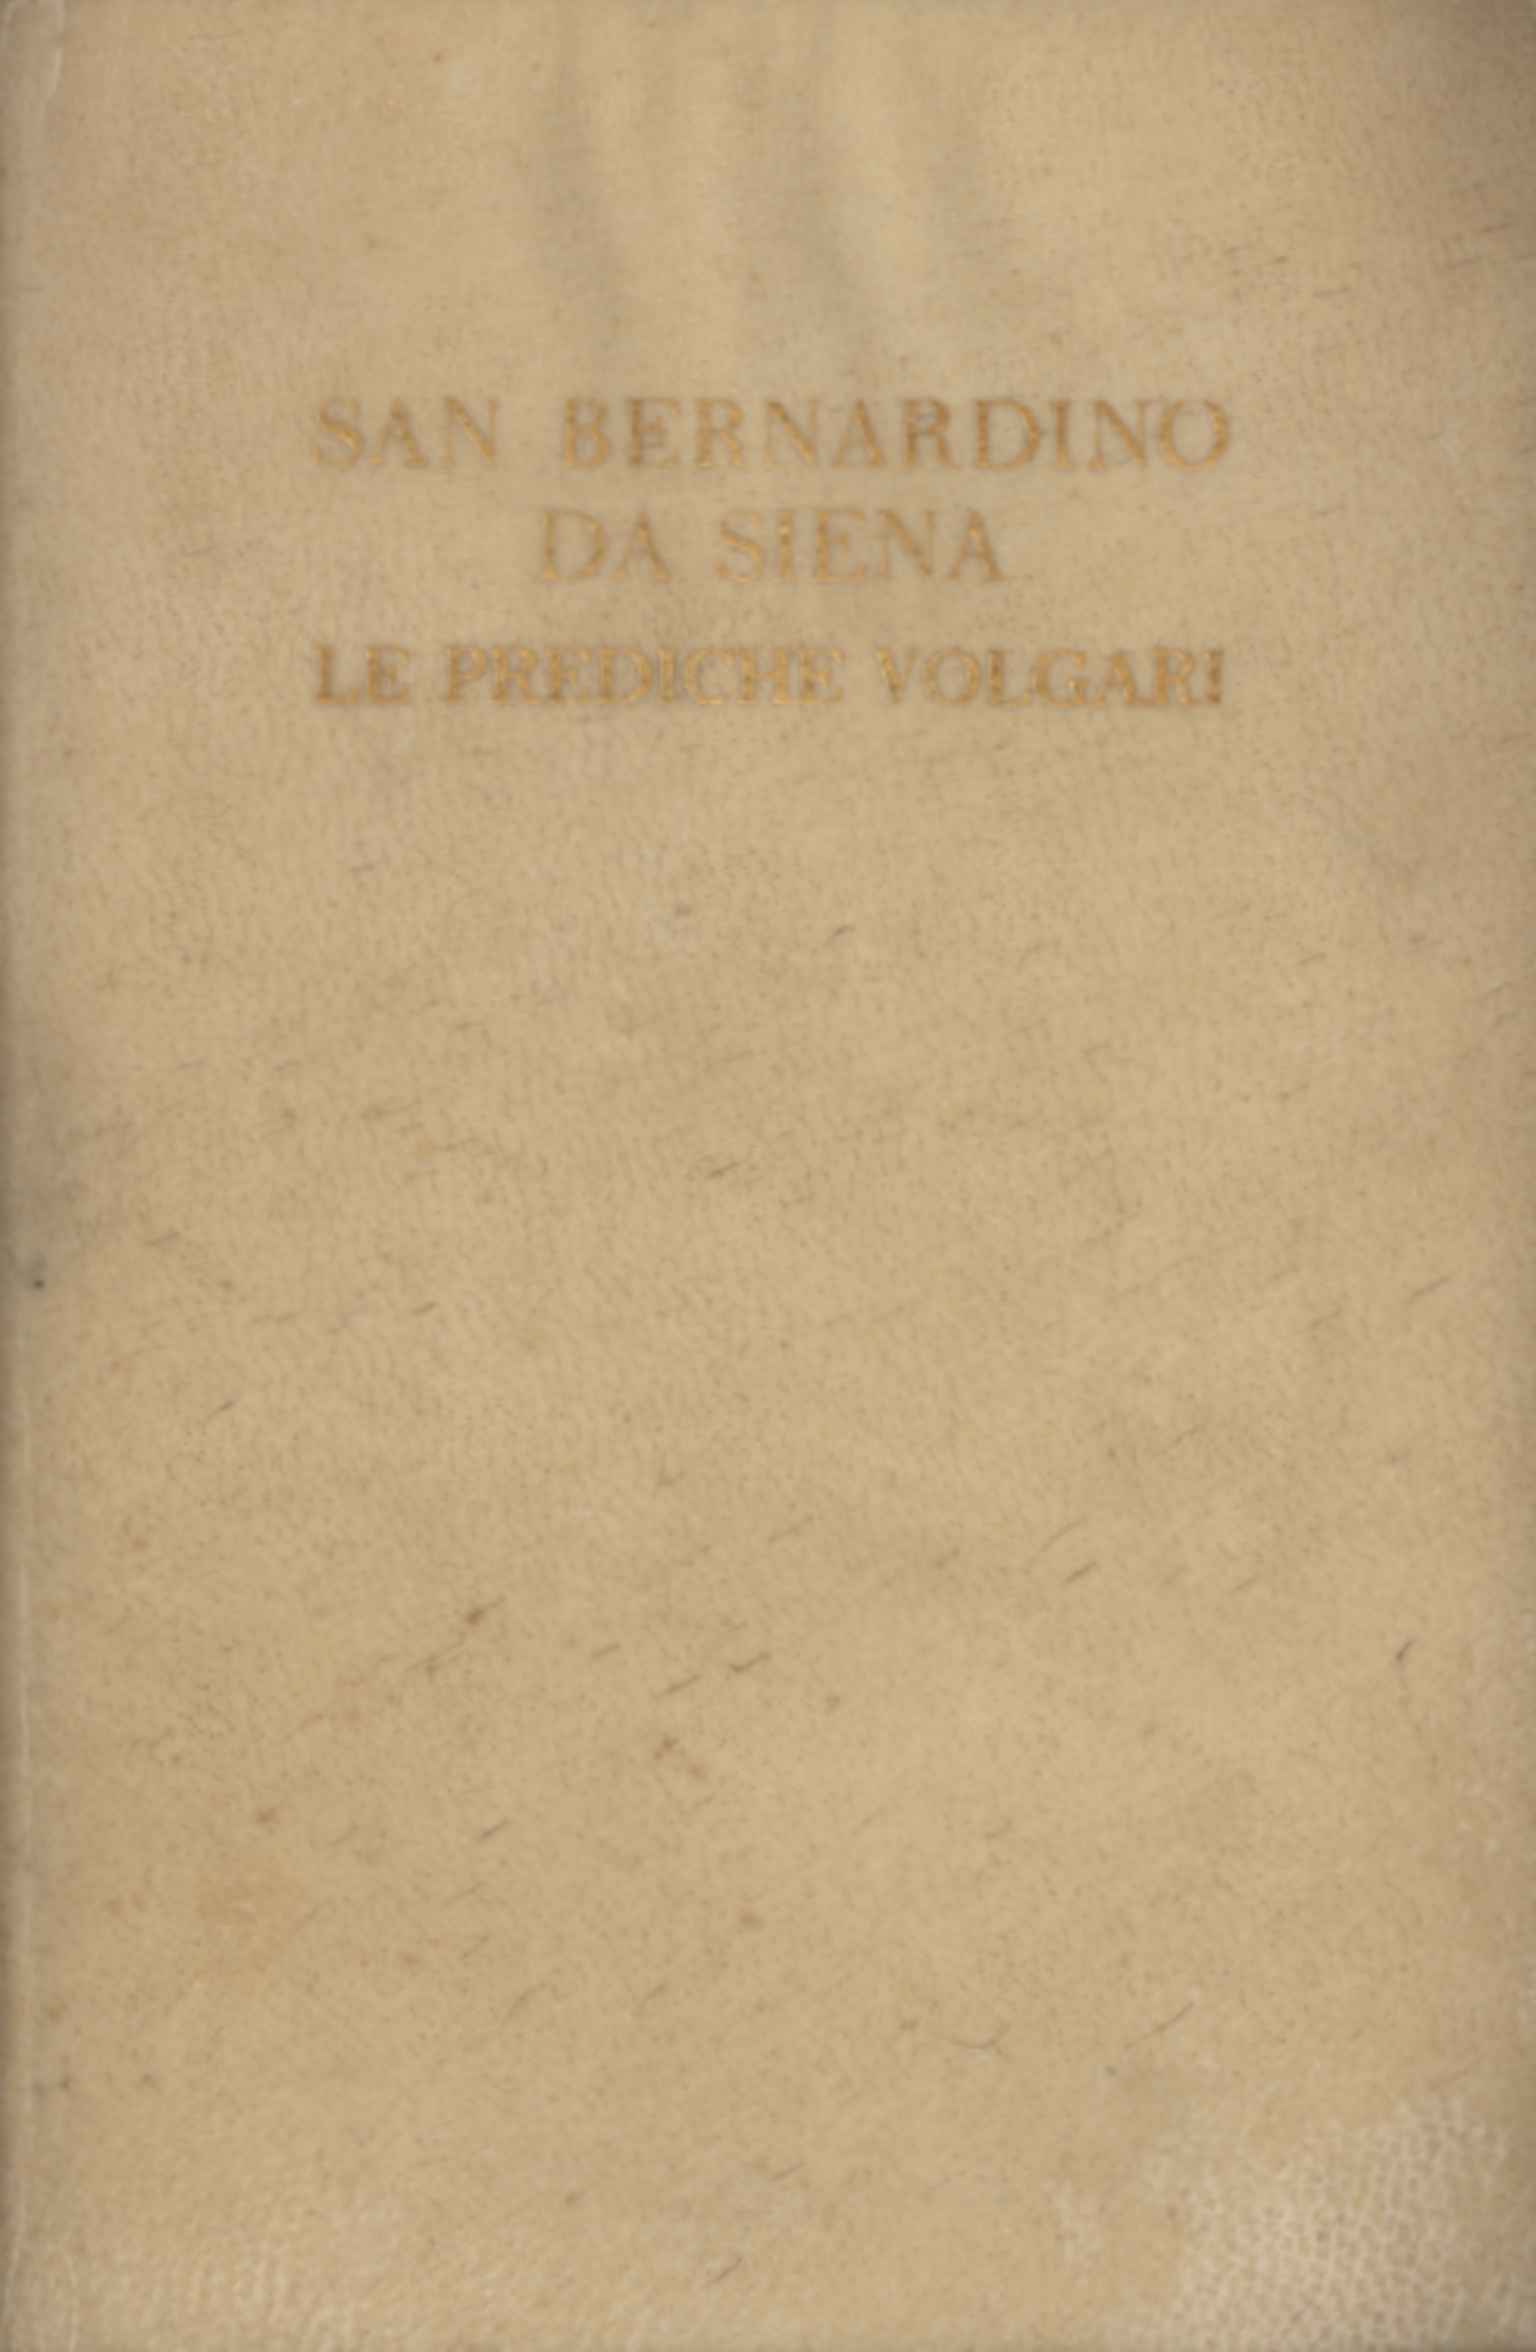 SAN BERNARDINO
DA SIENA
LE PREDICHE VOLGARI